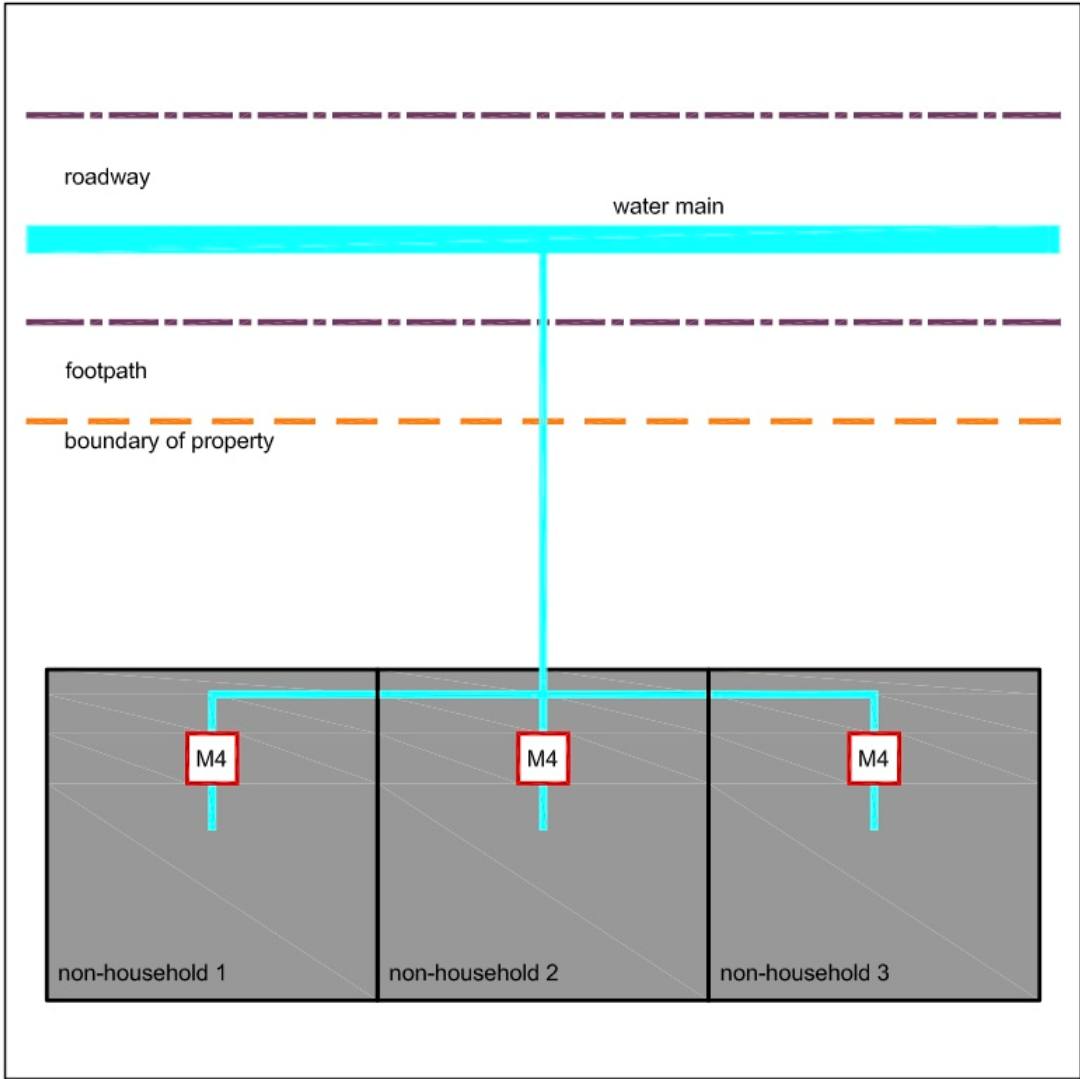 roadway
water main
footpath
boundary of property
M4
M4
M4
non-household 1
non-household 2
non-household 3